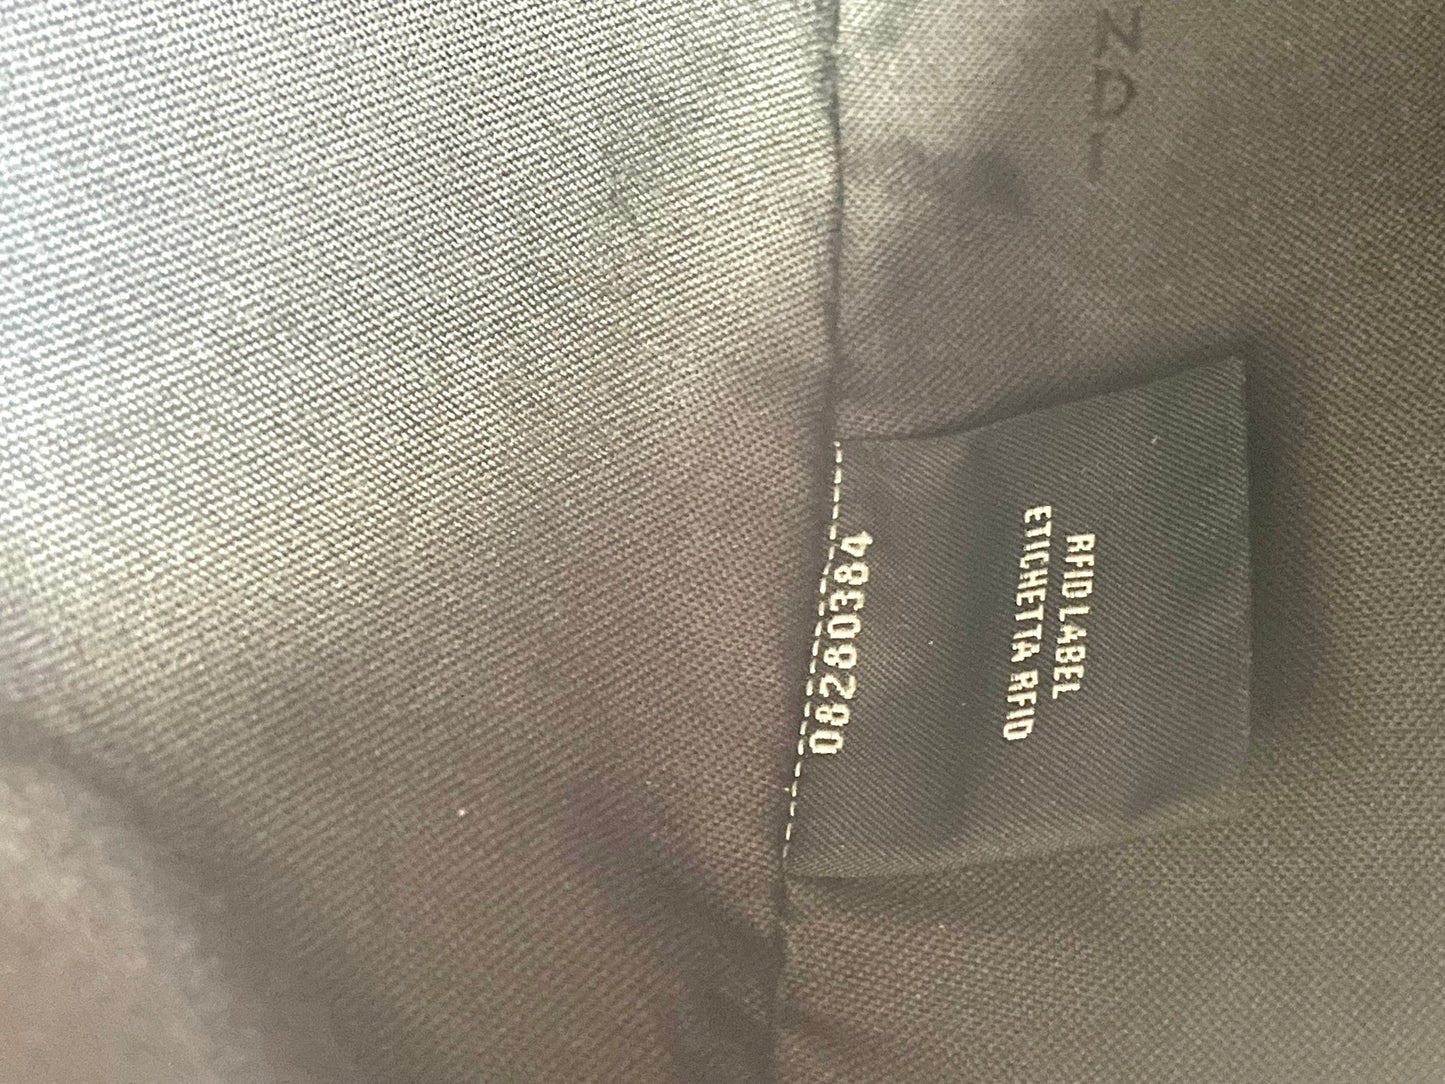 RFID LABEL
ETICHETTA RFID
08280384